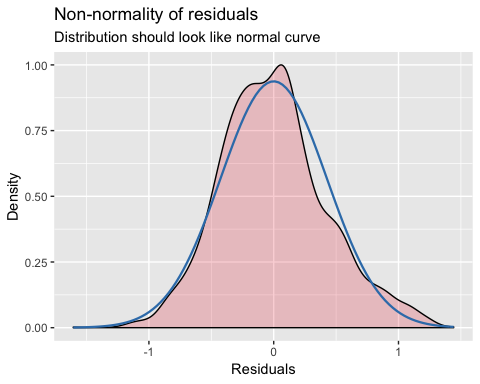 Non-normality of residuals
Distribution should look like normal curve
1.00
0.75
0.50
0.25
0.00
-1
0
1
Density
Residuals